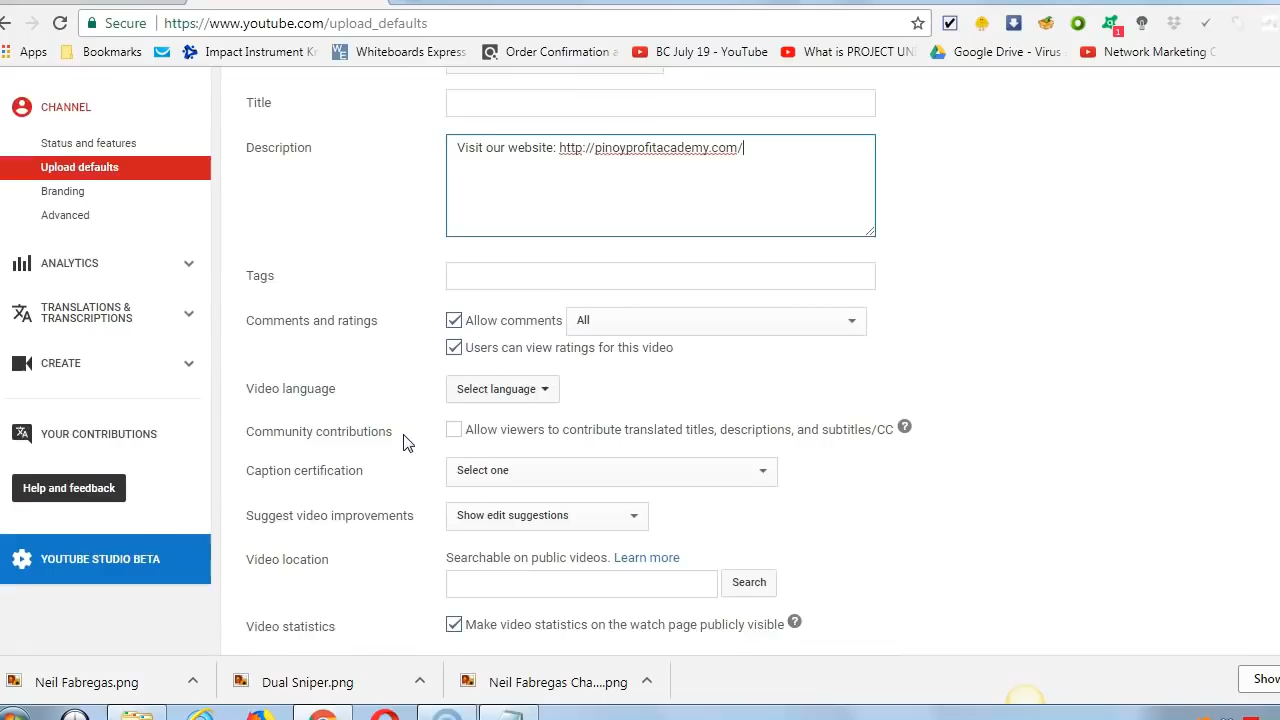 Secure https://www.youtube.com/upload_defaults
1
Apps Bookmarks Impact Instrument Kr Whiteboards Express Order Confirmation a BC July 19 - YouTube What is PROJECT UN Google Drive - Virus Network Marketing C
CHANNEL
Status and features
Upload defaults
Branding
Advanced
ANALYTICS
TRANSLATIONS &
TRANSCRIPTIONS
CREATE
YOUR CONTRIBUTIONS
Help and feedback
YOUTUBE STUDIO BETA
Title
Description Visit our website: http://pinoyprofitacademy.com/
Tags
Comments and ratings Allow comments All
Users can view ratings for this video
Video language Select language
Community contributions Allow viewers to contribute translated titles, descriptions, and subtitles/CC ?
Caption certification Select one
Suggest video improvements Show edit suggestions
Video location Searchable on public videos. Learn more
Search
Video statistics Make video statistics on the watch page publicly visible ?
Neil Fabregas.png Dual Sniper.png Neil Fabregas Cha....png Show